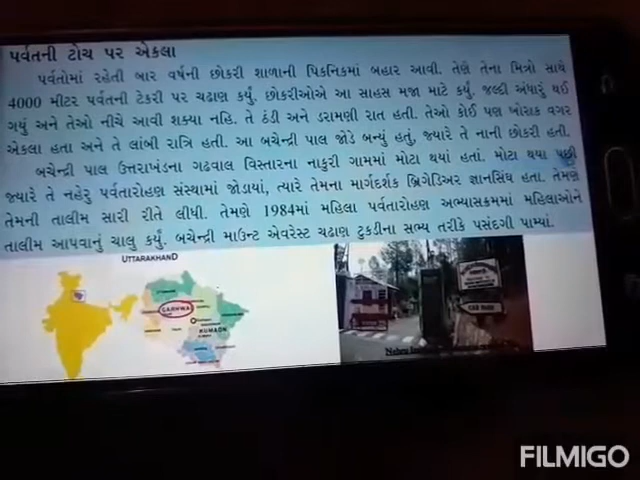 પર્વતની ટોચ પર એકલા
પર્વતોમાં રહેતી બાર વર્ષની છોકરી શાળાની પિકનિકમાં બહાર આવી. તેણે તેના મિત્રો સાથે
4000 મીટર પર્વતની ટેકરી પર ચઢાણ કર્યું. છોકરીઓએ આ સાહસ મજા માટે કર્યું. જલ્દી અંધારું થઈ
ગયું અને તેઓ નીચે આવી શક્યા નહિ. તે ઠંડી અને ડરામણી રાત હતી. તેઓ કોઈ પણ ખોરાક વગર
એકલા હતા અને તે લાંબી રાત્રિ હતી. આ બચેન્દ્રી પાલ જોડે બન્યું હતું, જ્યારે તે નાની છોકરી હતી.
બચેન્દ્રી પાલ ઉત્તરાખંડના ગઢવાલ વિસ્તારના નાકુરી ગામમાં મોટા થયાં હતાં. મોટા થયા પછી
જ્યારે તે નહેરુ પર્વતારોહણ સંસ્થામાં જોડાયાં, ત્યારે તેમના માર્ગદર્શક બ્રિગેડિઅર જ્ઞાનસિંઘ હતા. તેમણે
તેમની તાલીમ સારી રીતે લીધી. તેમણે 1984માં મહિલા પર્વતારોહણ અભ્યાસક્રમમાં મહિલાઓને
તાલીમ આપવાનું ચાલુ કર્યું. બચેન્દ્રી માઉન્ટ એવરેસ્ટ ચઢાણ ટુકડીના સભ્ય તરીકે પસંદગી પામ્યાં.
UTTARAKHAND
GARHWAL
KUMAON
Nehru
FILMIGO